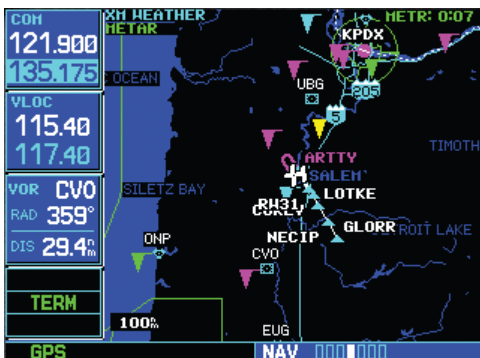 COM
121.900
135.175
VLOC
115.40
117.40
VOR CVO
RAD 359°
DIS 29.4 nm
TERM
GPS
XM WEATHER
METAR
METR: 0:07
KPDX
OCEAN
UBG
205
5
TIMOTH
ARTTY
SALEM
SILETZ BAY
LOTKE
RW31,
CURLY
GLORR
NECIP
ROIT LAKE
ONP
CVO
100
EUG
NAV